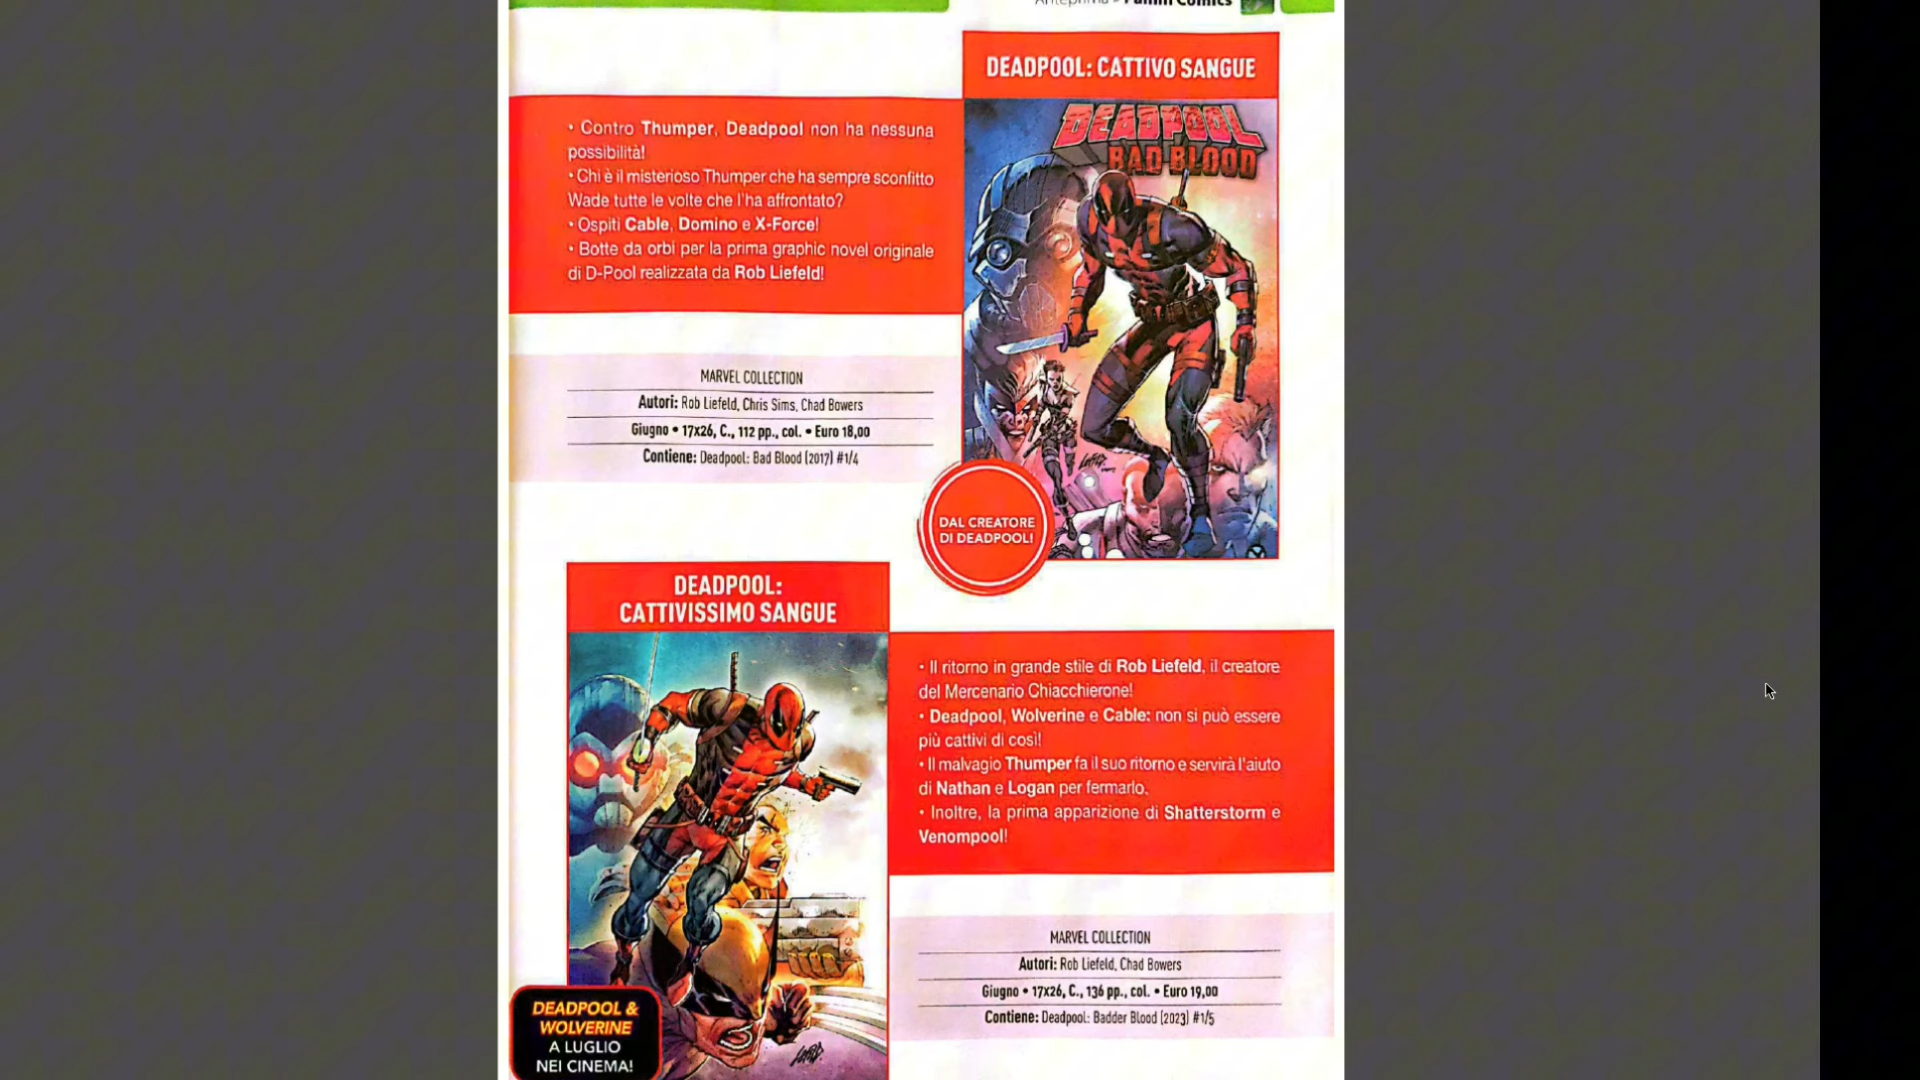 Anteprima • Panini Comics
DEADPOOL: CATTIVO SANGUE
DEADPOOL
BAD BLOOD
• Contro Thumper, Deadpool non ha nessuna
possibilità!
• Chi è il misterioso Thumper che ha sempre sconfitto
Wade tutte le volte che l'ha affrontato?
• Ospiti Cable, Domino e X-Force!
• Botte da orbi per la prima graphic novel originale
di D-Pool realizzata da Rob Liefeld!
MARVEL COLLECTION
Autori: Rob Liefeld, Chris Sims, Chad Bowers
Giugno • 17x26, C., 112 pp., col. • Euro 18,00
Contiene: Deadpool: Bad Blood (2017) #1/4
DAL CREATORE
DI DEADPOOL!
DEADPOOL:
CATTIVISSIMO SANGUE
• Il ritorno in grande stile di Rob Liefeld, il creatore
del Mercenario Chiacchierone!
• Deadpool, Wolverine e Cable: non si può essere
più cattivi di così!
• Il malvagio Thumper fa il suo ritorno e servirà l'aiuto
di Nathan e Logan per fermarlo.
• Inoltre, la prima apparizione di Shatterstorm e
Venompool!
MARVEL COLLECTION
Autori: Rob Liefeld, Chad Bowers
Giugno • 17x26, C., 136 pp., col. • Euro 19,00
Contiene: Deadpool: Badder Blood (2023) #1/5
DEADPOOL &
WOLVERINE
A LUGLIO
NEI CINEMA!